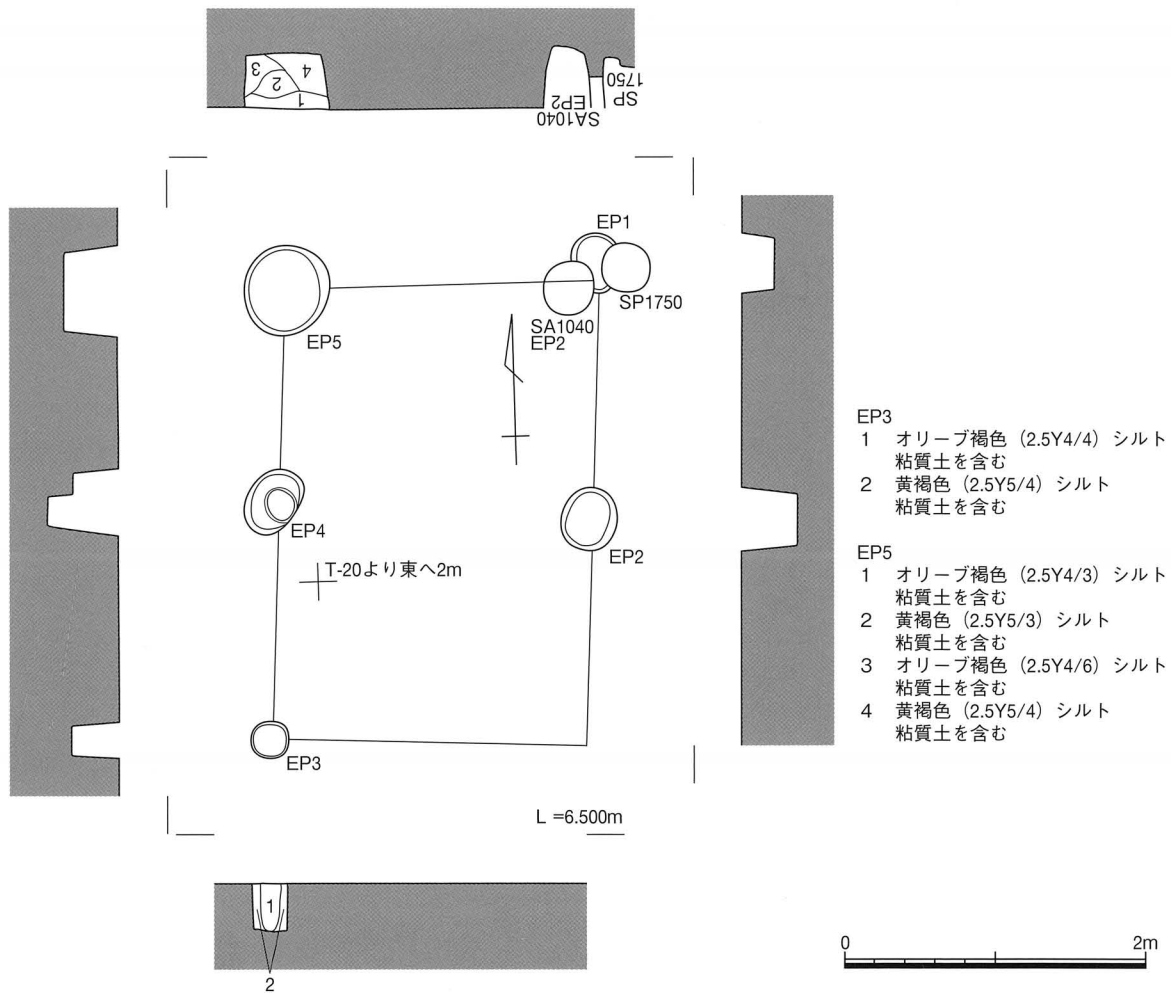 3
4
2
1
SA1040
EP2
SP
1750
EP1
SP1750
SA1040
EP2
EP5
EP4
EP2
T-20より東へ2m
EP3
L =6.500m
1
2
EP3
1 オリーブ褐色（2.5Y4/4）シルト
粘質土を含む
2 黄褐色（2.5Y5/4）シルト
粘質土を含む
EP5
1 オリーブ褐色（2.5Y4/3）シルト
粘質土を含む
2 黄褐色（2.5Y5/3）シルト
粘質土を含む
3 オリーブ褐色（2.5Y4/6）シルト
粘質土を含む
4 黄褐色（2.5Y5/4）シルト
粘質土を含む
0 2m